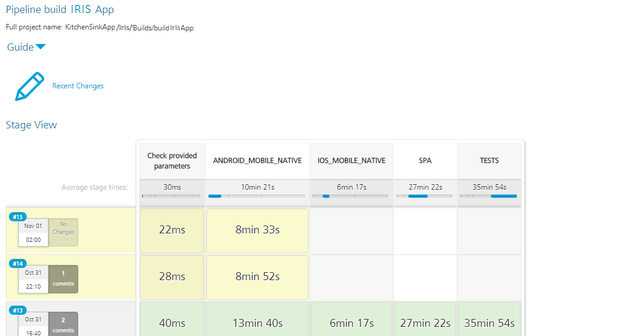 Pipeline build IRIS App
Full project name: KitchenSinkApp/Iris/Builds/buildIrisApp
Guide
Recent Changes
Stage View
Check provided parameters ANDROID_MOBILE_NATIVE IOS_MOBILE_NATIVE SPA TESTS
Average stage times: 30ms 10min 21s 6min 17s 27min 22s 35min 54s
#15
Nov 01 No Changes
02:00
22ms 8min 33s
#14
Oct 31 1
22:10 commits
28ms 8min 52s
#13
Oct 31 2
16:40 commits
40ms 13min 40s 6min 17s 27min 22s 35min 54s